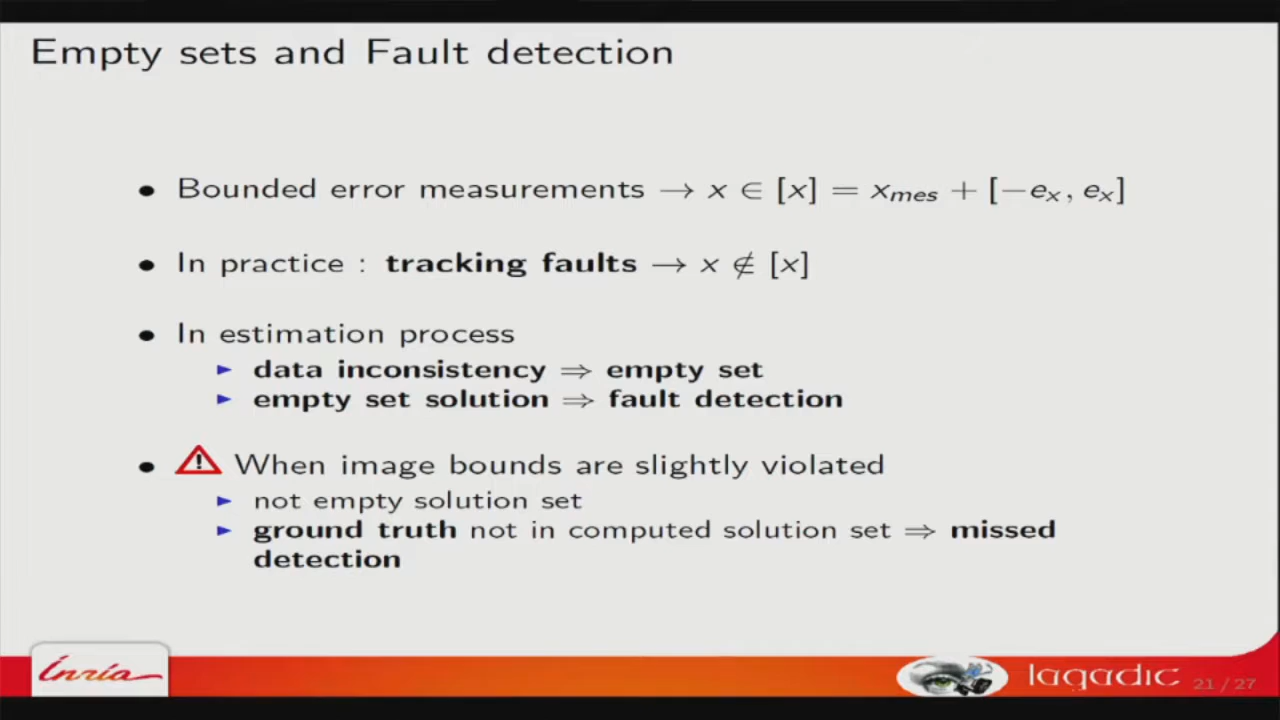 Empty sets and Fault detection
• Bounded error measurements → x ∈ [x] = x_mes + [−e_x, e_x]
• In practice : tracking faults → x ∉ [x]
• In estimation process
► data inconsistency ⇒ empty set
► empty set solution ⇒ fault detection
• ⚠ When image bounds are slightly violated
► not empty solution set
► ground truth not in computed solution set ⇒ missed
detection
Inria
lagadic
21 / 27